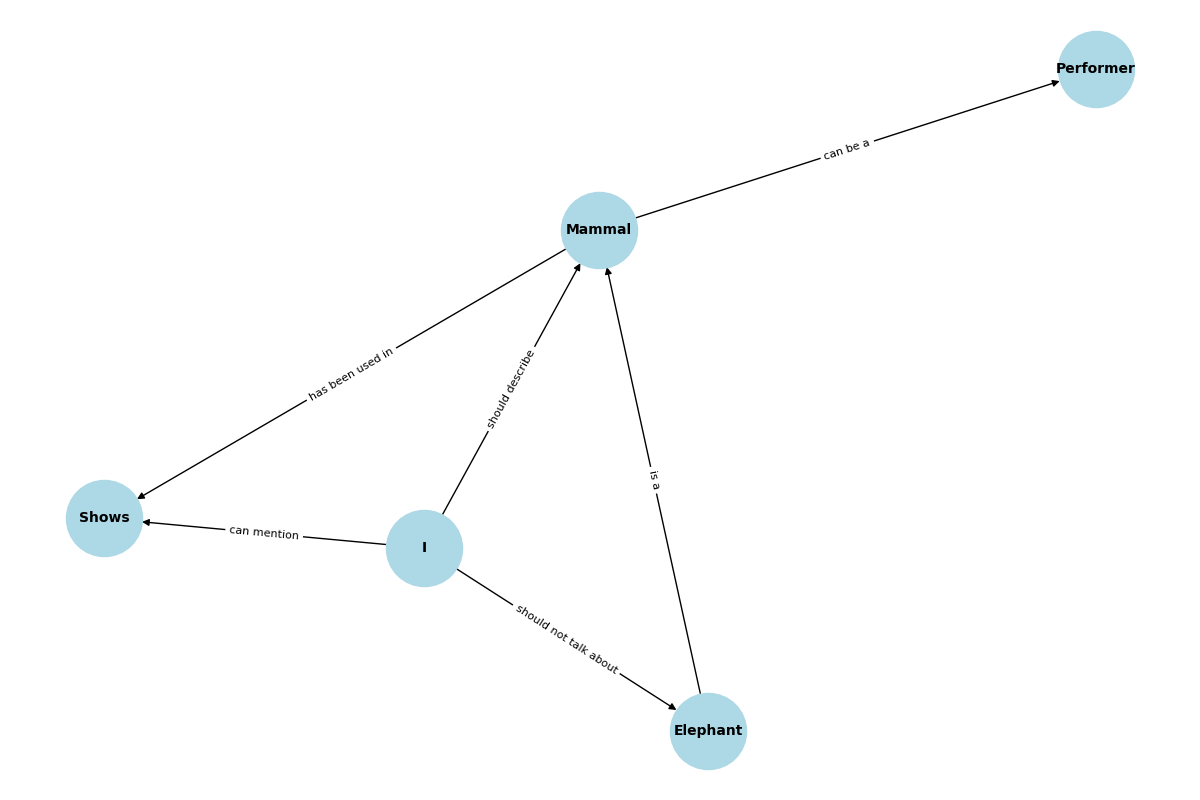 Performer
can be a
Mammal
has been used in
should describe
is a
Shows
can mention
I
should not talk about
Elephant